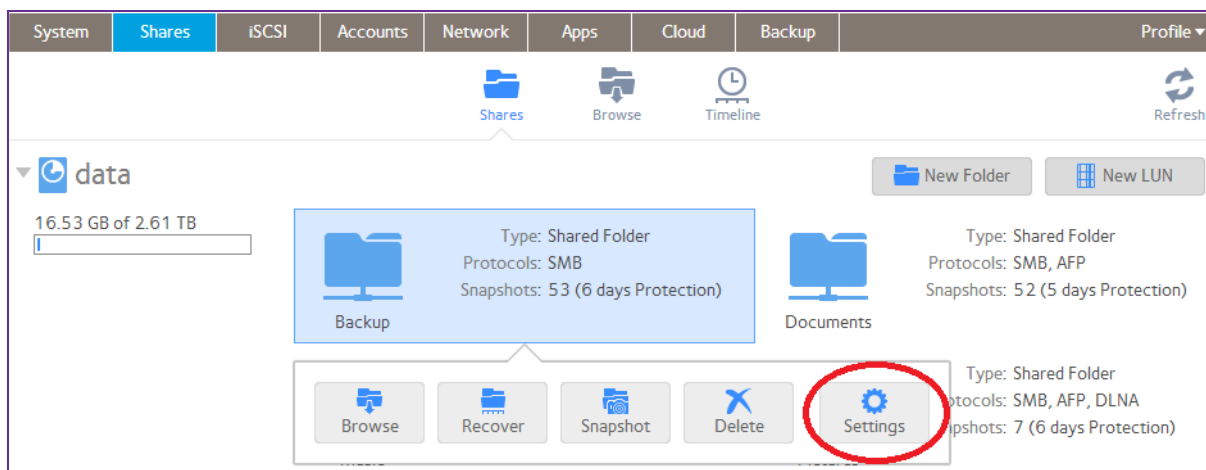 System Shares iSCSI Accounts Network Apps Cloud Backup Profile ▾
Shares Browse Timeline Refresh
data
New Folder New LUN
16.53 GB of 2.61 TB
Type: Shared Folder
Protocols: SMB
Snapshots: 53 (6 days Protection)
Backup
Type: Shared Folder
Protocols: SMB, AFP
Snapshots: 52 (5 days Protection)
Documents
Browse Recover Snapshot Delete Settings
Type: Shared Folder
SMB, AFP, DLNA
7 (6 days Protection)